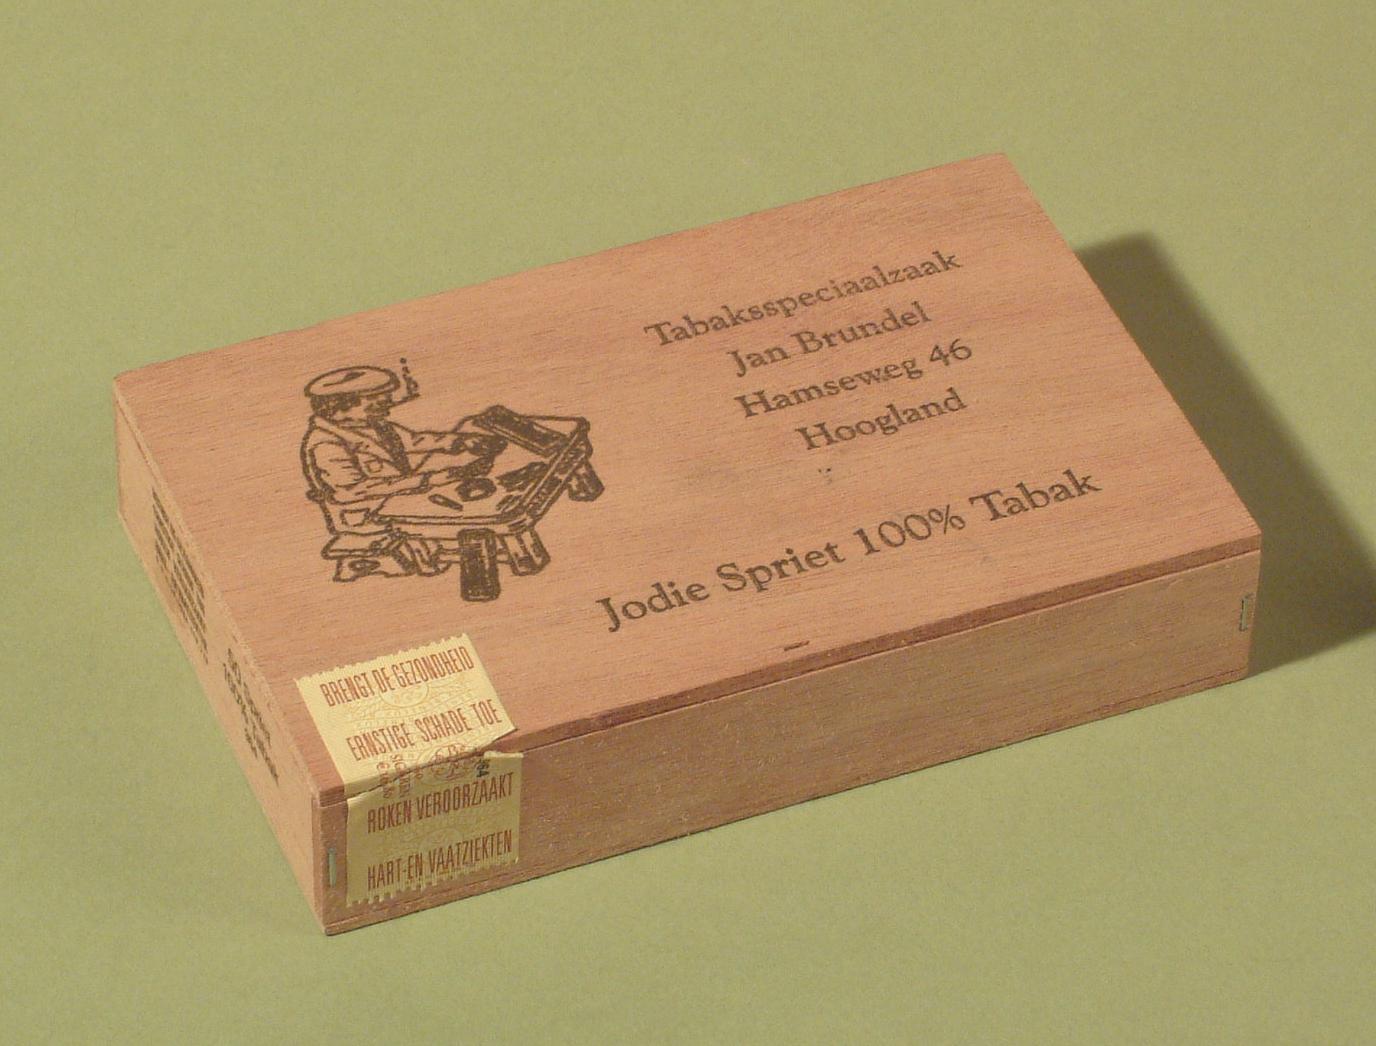 Tabaksspeciaalzaak
Jan Brundel
Hamseweg 46
Hoogland
Jodie Spriet 100% Tabak
BRENGT DE GEZONDHEID
ERNSTIGE SCHADE TOE
ROKEN VEROORZAAKT
HART-EN VAATZIEKTEN